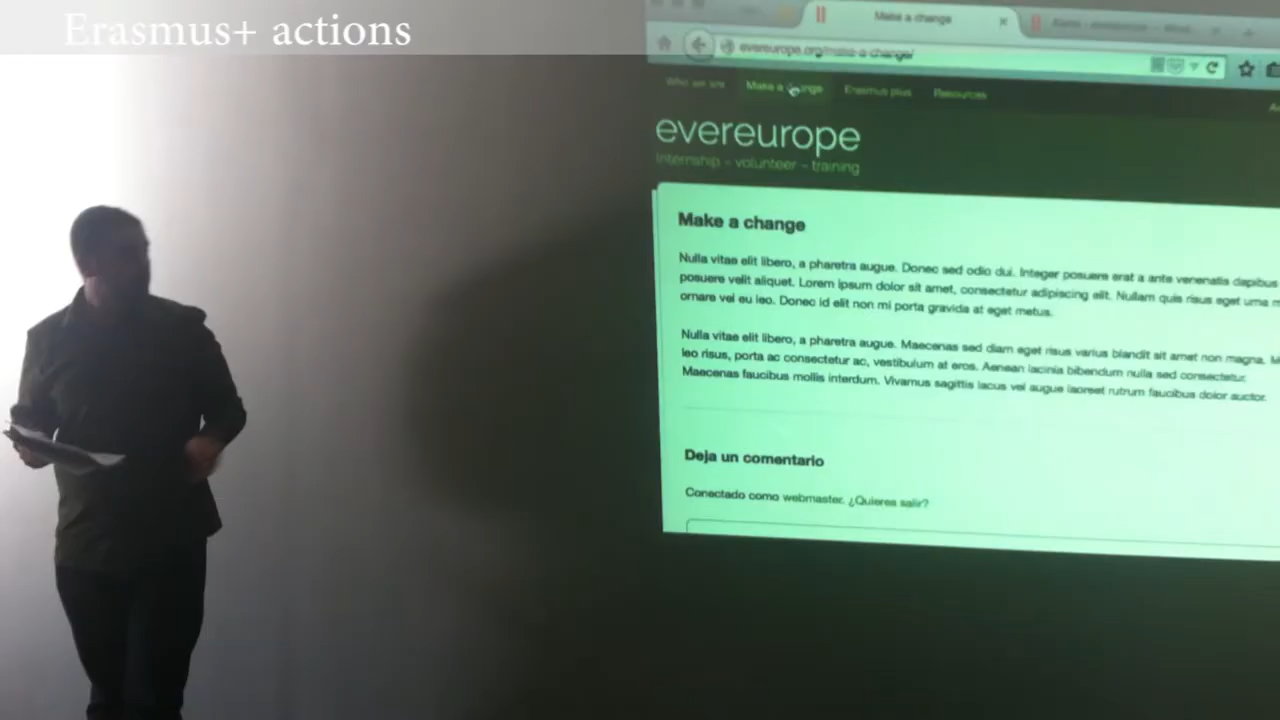 Erasmus+ actions
Make a change
evereurope.org/make-a-change/
Who we are Make a change Erasmus plus Resources
evereurope
Internship - volunteer - training
Make a change
Nulla vitae elit libero, a pharetra augue. Donec sed odio dui. Integer posuere erat a ante venenatis dapibus
posuere velit aliquet. Lorem ipsum dolor sit amet, consectetur adipiscing elit. Nullam quis risus eget urna
ornare vel eu leo. Donec id elit non mi porta gravida at eget metus.
Nulla vitae elit libero, a pharetra augue. Maecenas sed diam eget risus varius blandit sit amet non magna.
leo risus, porta ac consectetur ac, vestibulum at eros. Aenean lacinia bibendum nulla sed consectetur.
Maecenas faucibus mollis interdum. Vivamus sagittis lacus vel augue laoreet rutrum faucibus dolor auctor.
Deja un comentario
Conectado como webmaster. ¿Quieres salir?